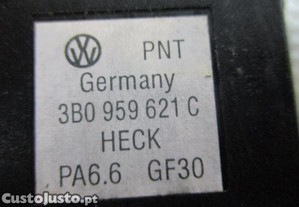 PNT
Germany
3B0 959 621 C
HECK
PA6.6 GF30
CustoJusto.pt